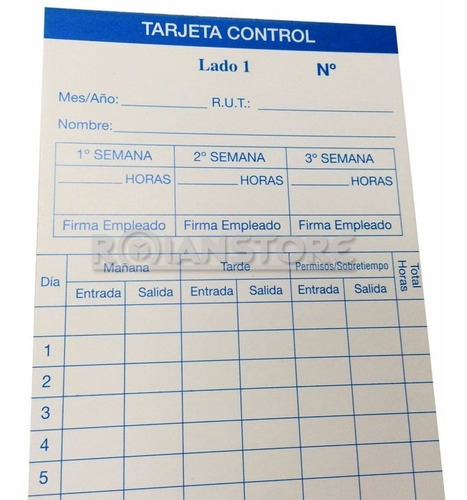 TARJETA CONTROL
Lado 1 Nº
Mes/Año: R.U.T.:
Nombre:
1º SEMANA 2º SEMANA 3º SEMANA
HORAS HORAS HORAS
Firma Empleado Firma Empleado Firma Empleado
ROIANSTORE
Día Mañana Tarde Permisos/Sobretiempo Total Horas
Entrada Salida Entrada Salida Entrada Salida
1
2
3
4
5